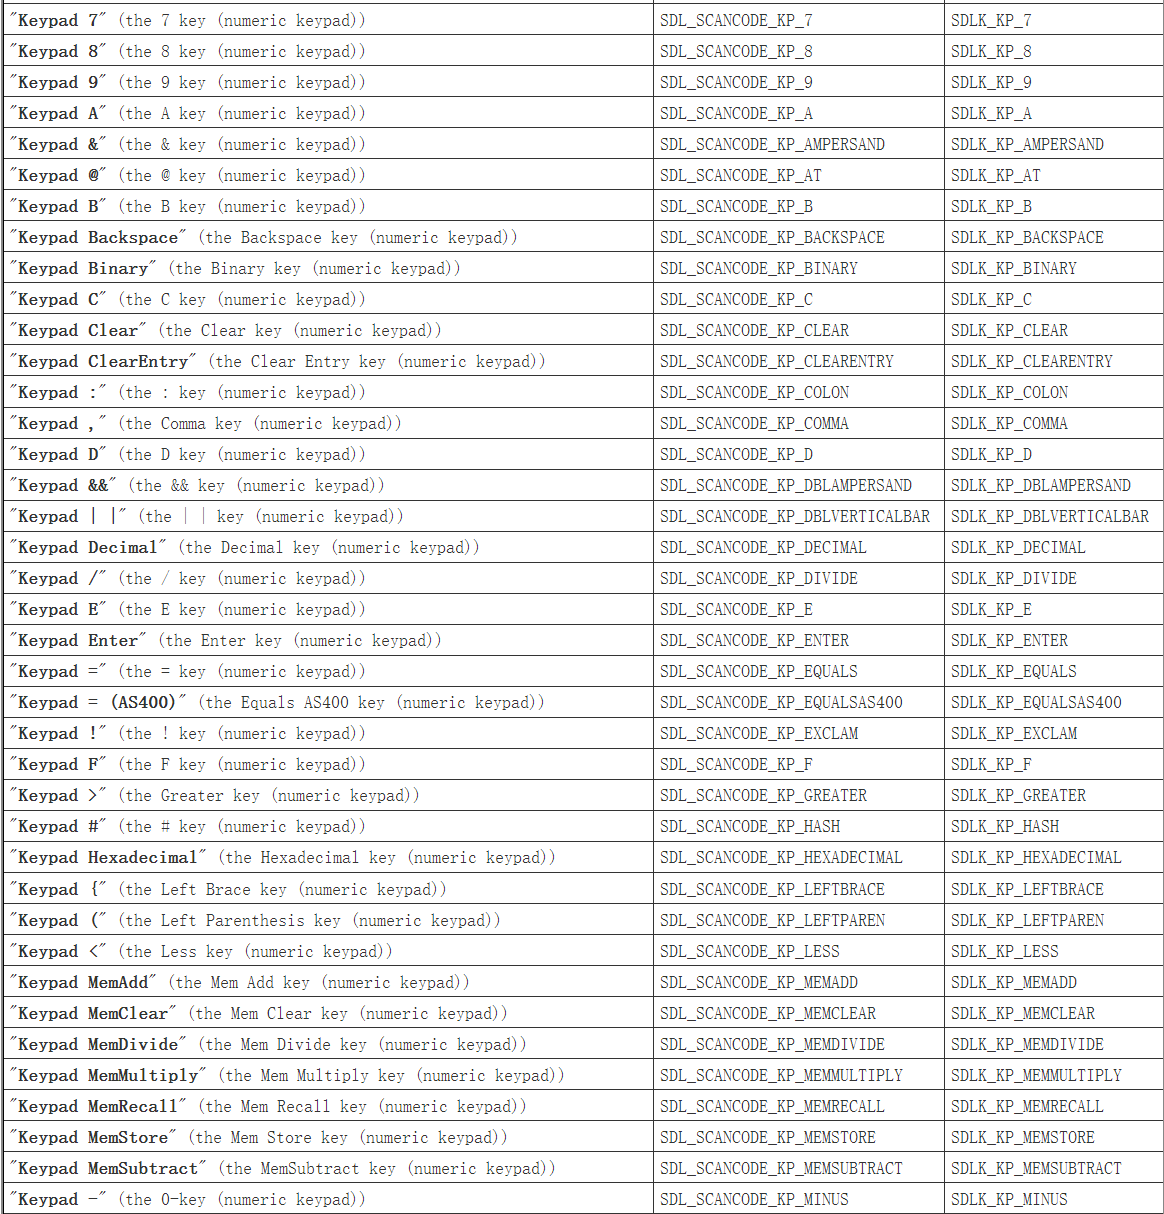 "Keypad 7" (the 7 key (numeric keypad)) SDL_SCANCODE_KP_7 SDLK_KP_7
"Keypad 8" (the 8 key (numeric keypad)) SDL_SCANCODE_KP_8 SDLK_KP_8
"Keypad 9" (the 9 key (numeric keypad)) SDL_SCANCODE_KP_9 SDLK_KP_9
"Keypad A" (the A key (numeric keypad)) SDL_SCANCODE_KP_A SDLK_KP_A
"Keypad &" (the & key (numeric keypad)) SDL_SCANCODE_KP_AMPERSAND SDLK_KP_AMPERSAND
"Keypad @" (the @ key (numeric keypad)) SDL_SCANCODE_KP_AT SDLK_KP_AT
"Keypad B" (the B key (numeric keypad)) SDL_SCANCODE_KP_B SDLK_KP_B
"Keypad Backspace" (the Backspace key (numeric keypad)) SDL_SCANCODE_KP_BACKSPACE SDLK_KP_BACKSPACE
"Keypad Binary" (the Binary key (numeric keypad)) SDL_SCANCODE_KP_BINARY SDLK_KP_BINARY
"Keypad C" (the C key (numeric keypad)) SDL_SCANCODE_KP_C SDLK_KP_C
"Keypad Clear" (the Clear key (numeric keypad)) SDL_SCANCODE_KP_CLEAR SDLK_KP_CLEAR
"Keypad ClearEntry" (the Clear Entry key (numeric keypad)) SDL_SCANCODE_KP_CLEARENTRY SDLK_KP_CLEARENTRY
"Keypad :" (the : key (numeric keypad)) SDL_SCANCODE_KP_COLON SDLK_KP_COLON
"Keypad ," (the Comma key (numeric keypad)) SDL_SCANCODE_KP_COMMA SDLK_KP_COMMA
"Keypad D" (the D key (numeric keypad)) SDL_SCANCODE_KP_D SDLK_KP_D
"Keypad &&" (the && key (numeric keypad)) SDL_SCANCODE_KP_DBLAMPERSAND SDLK_KP_DBLAMPERSAND
"Keypad | |" (the | | key (numeric keypad)) SDL_SCANCODE_KP_DBLVERTICALBAR SDLK_KP_DBLVERTICALBAR
"Keypad Decimal" (the Decimal key (numeric keypad)) SDL_SCANCODE_KP_DECIMAL SDLK_KP_DECIMAL
"Keypad /" (the / key (numeric keypad)) SDL_SCANCODE_KP_DIVIDE SDLK_KP_DIVIDE
"Keypad E" (the E key (numeric keypad)) SDL_SCANCODE_KP_E SDLK_KP_E
"Keypad Enter" (the Enter key (numeric keypad)) SDL_SCANCODE_KP_ENTER SDLK_KP_ENTER
"Keypad =" (the = key (numeric keypad)) SDL_SCANCODE_KP_EQUALS SDLK_KP_EQUALS
"Keypad = (AS400)" (the Equals AS400 key (numeric keypad)) SDL_SCANCODE_KP_EQUALSAS400 SDLK_KP_EQUALSAS400
"Keypad !" (the ! key (numeric keypad)) SDL_SCANCODE_KP_EXCLAM SDLK_KP_EXCLAM
"Keypad F" (the F key (numeric keypad)) SDL_SCANCODE_KP_F SDLK_KP_F
"Keypad >" (the Greater key (numeric keypad)) SDL_SCANCODE_KP_GREATER SDLK_KP_GREATER
"Keypad #" (the # key (numeric keypad)) SDL_SCANCODE_KP_HASH SDLK_KP_HASH
"Keypad Hexadecimal" (the Hexadecimal key (numeric keypad)) SDL_SCANCODE_KP_HEXADECIMAL SDLK_KP_HEXADECIMAL
"Keypad {" (the Left Brace key (numeric keypad)) SDL_SCANCODE_KP_LEFTBRACE SDLK_KP_LEFTBRACE
"Keypad (" (the Left Parenthesis key (numeric keypad)) SDL_SCANCODE_KP_LEFTPAREN SDLK_KP_LEFTPAREN
"Keypad <" (the Less key (numeric keypad)) SDL_SCANCODE_KP_LESS SDLK_KP_LESS
"Keypad MemAdd" (the Mem Add key (numeric keypad)) SDL_SCANCODE_KP_MEMADD SDLK_KP_MEMADD
"Keypad MemClear" (the Mem Clear key (numeric keypad)) SDL_SCANCODE_KP_MEMCLEAR SDLK_KP_MEMCLEAR
"Keypad MemDivide" (the Mem Divide key (numeric keypad)) SDL_SCANCODE_KP_MEMDIVIDE SDLK_KP_MEMDIVIDE
"Keypad MemMultiply" (the Mem Multiply key (numeric keypad)) SDL_SCANCODE_KP_MEMMULTIPLY SDLK_KP_MEMMULTIPLY
"Keypad MemRecall" (the Mem Recall key (numeric keypad)) SDL_SCANCODE_KP_MEMRECALL SDLK_KP_MEMRECALL
"Keypad MemStore" (the Mem Store key (numeric keypad)) SDL_SCANCODE_KP_MEMSTORE SDLK_KP_MEMSTORE
"Keypad MemSubtract" (the MemSubtract key (numeric keypad)) SDL_SCANCODE_KP_MEMSUBTRACT SDLK_KP_MEMSUBTRACT
"Keypad -" (the 0-key (numeric keypad)) SDL_SCANCODE_KP_MINUS SDLK_KP_MINUS